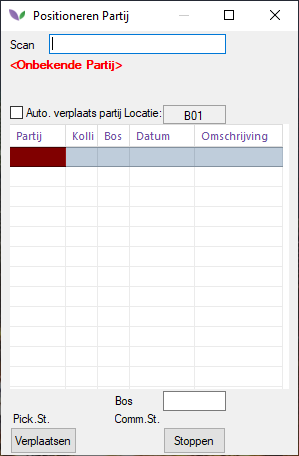 Positioneren Partij
Scan
<Onbekende Partij>
Auto. verplaats partij Locatie: B01
Partij Kolli Bos Datum Omschrijving
Bos
Pick.St. Comm.St.
Verplaatsen Stoppen